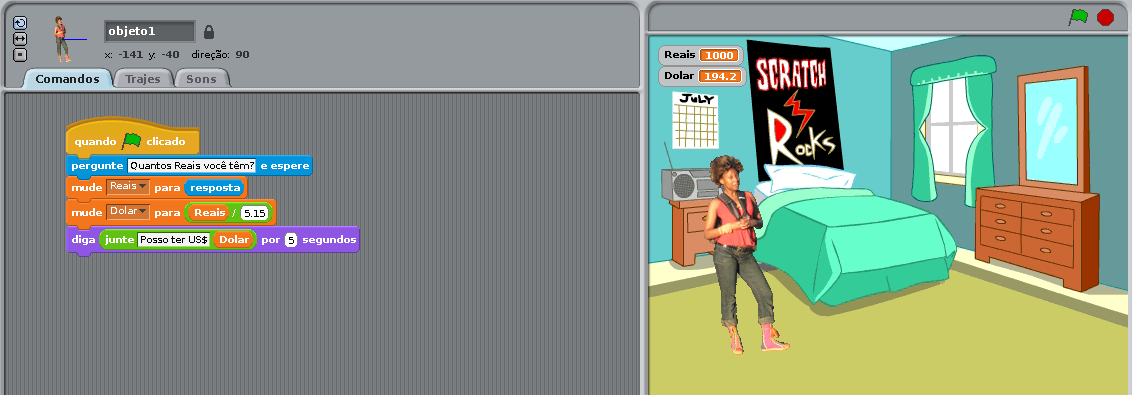 objeto1
x: -141 y: -40 direção: 90
Comandos Trajes Sons
quando clicado
pergunte Quantos Reais você têm? e espere
mude Reais para resposta
mude Dolar para Reais / 5.15
diga junte Posso ter US$ Dolar por 5 segundos
Reais 1000
Dolar 194.2
SCRATCH
Rocks
JULY